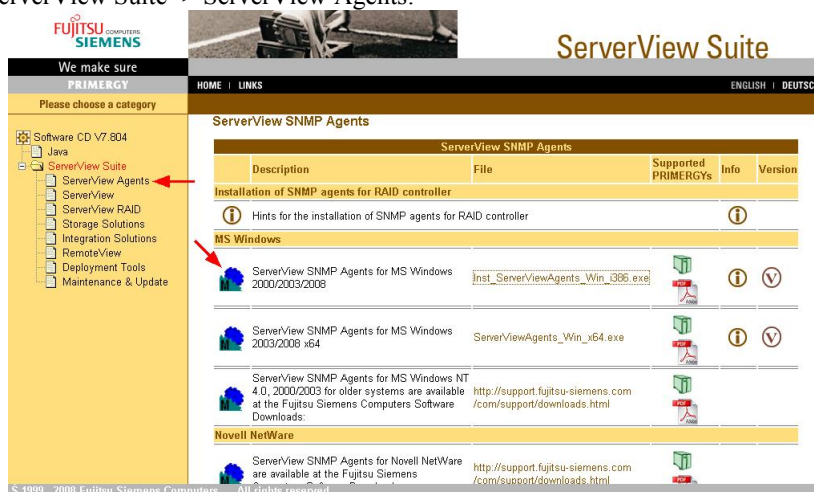 ServerView Suite -> ServerView Agents:
FUJITSU COMPUTERS
SIEMENS
ServerView Suite
We make sure
PRIMERGY
HOME | LINKS
ENGLISH | DEUTSC
Please choose a category
ServerView SNMP Agents
Software CD V7.804
Java
ServerView Suite
ServerView Agents
ServerView
ServerView RAID
Storage Solutions
Integration Solutions
RemoteView
Deployment Tools
Maintenance & Update
ServerView SNMP Agents
Description File Supported PRIMERGYs Info Version
Installation of SNMP agents for RAID controller
Hints for the installation of SNMP agents for RAID controller
MS Windows
ServerView SNMP Agents for MS Windows
2000/2003/2008
Inst_ServerViewAgents_Win_i386.exe
PDF
ServerView SNMP Agents for MS Windows
2003/2008 x64
ServerViewAgents_Win_x64.exe
PDF
ServerView SNMP Agents for MS Windows NT
4.0, 2000/2003 for older systems are available
at the Fujitsu Siemens Computers Software
Downloads:
http://support.fujitsu-siemens.com
/com/support/downloads.html
PDF
Novell NetWare
ServerView SNMP Agents for Novell NetWare
are available at the Fujitsu Siemens
http://support.fujitsu-siemens.com
/com/support/downloads.html
PDF
1999 - 2008 Fujitsu Siemens Computers All rights reserved